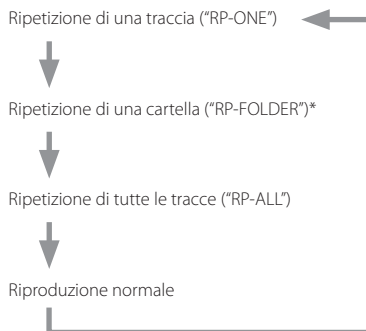 Ripetizione di una traccia (“RP-ONE”)
Ripetizione di una cartella (“RP-FOLDER”)*
Ripetizione di tutte le tracce (“RP-ALL”)
Riproduzione normale